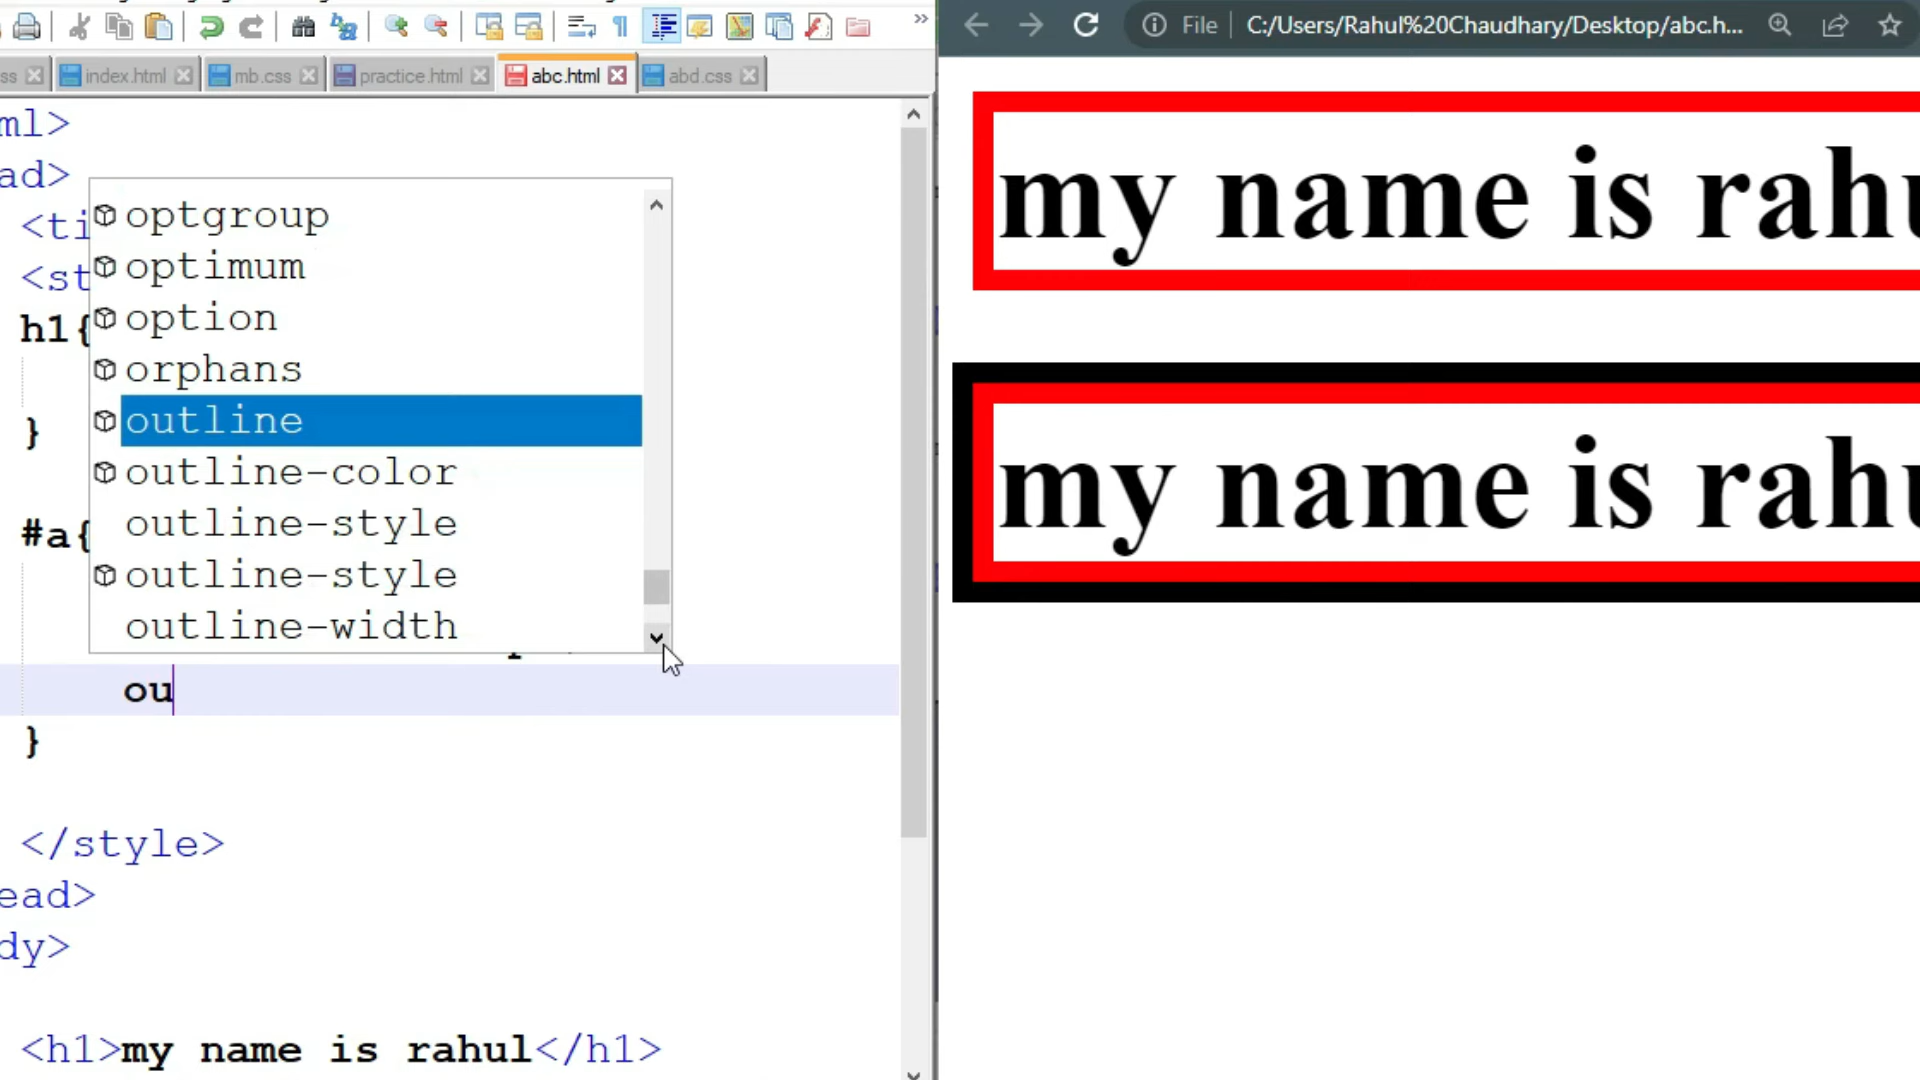 ss index.html mb.css practice.html abc.html abd.css
File C:/Users/Rahul%20Chaudhary/Desktop/abc.h...
ml>
ead>
<ti
<st
h1{
}
#a{
optgroup
optimum
option
orphans
outline
outline-color
outline-style
outline-style
outline-width
ou
}
</style>
ead>
dy>
<h1>my name is rahul</h1>
my name is rahu
my name is rahu